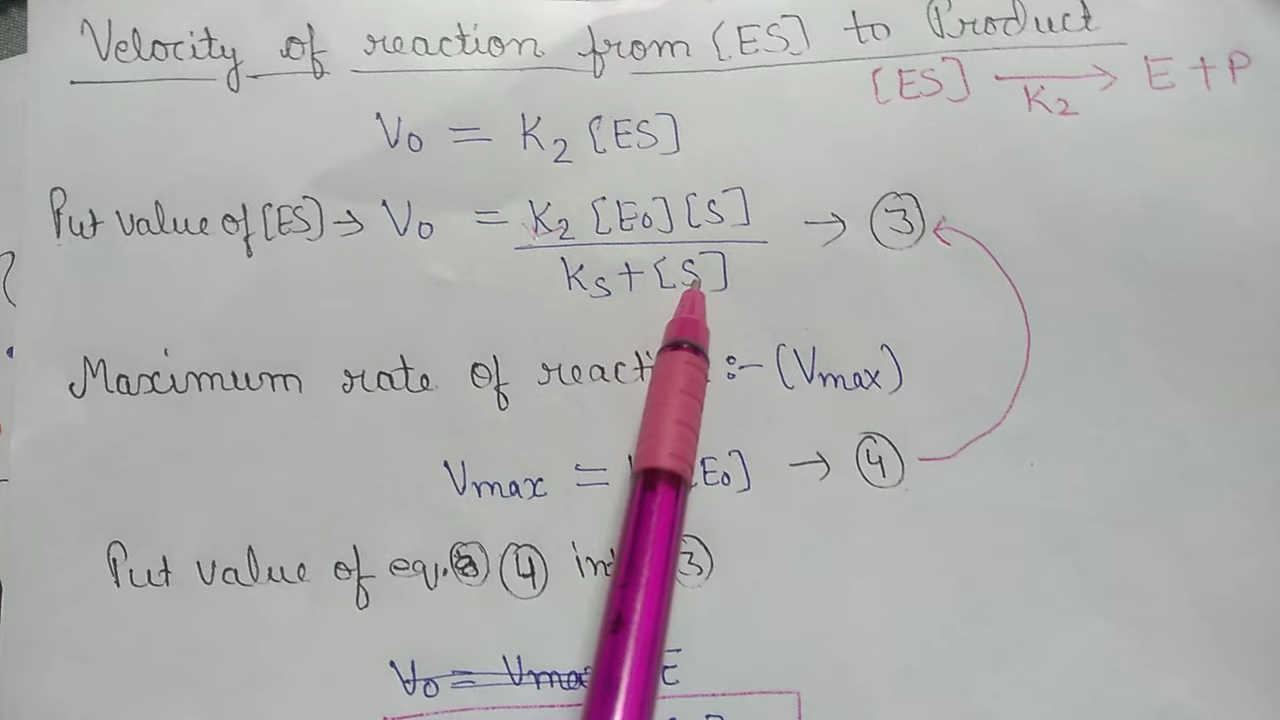 Velocity of reaction from [ES] to Product
[ES] → E + P
K2
V0 = K2 [ES]
Put value of [ES] → V0 = K2 [E0] [S] → 3
Ks + [S]
Maximum rate of reacti :- (Vmax)
Vmax = E0] → 4
Put value of eq. 4 in 3
V0 = Vmax E